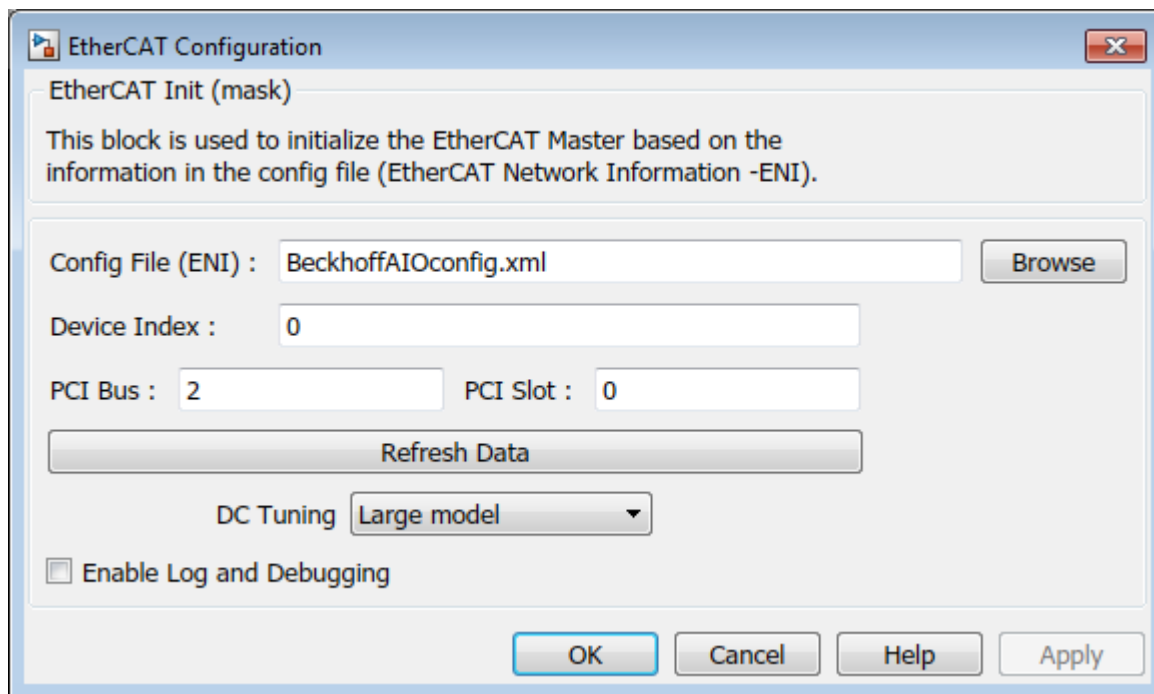 EtherCAT Configuration
EtherCAT Init (mask)
This block is used to initialize the EtherCAT Master based on the
information in the config file (EtherCAT Network Information -ENI).
Config File (ENI) : BeckhoffAIOconfig.xml Browse
Device Index : 0
PCI Bus : 2 PCI Slot : 0
Refresh Data
DC Tuning Large model
Enable Log and Debugging
OK Cancel Help Apply